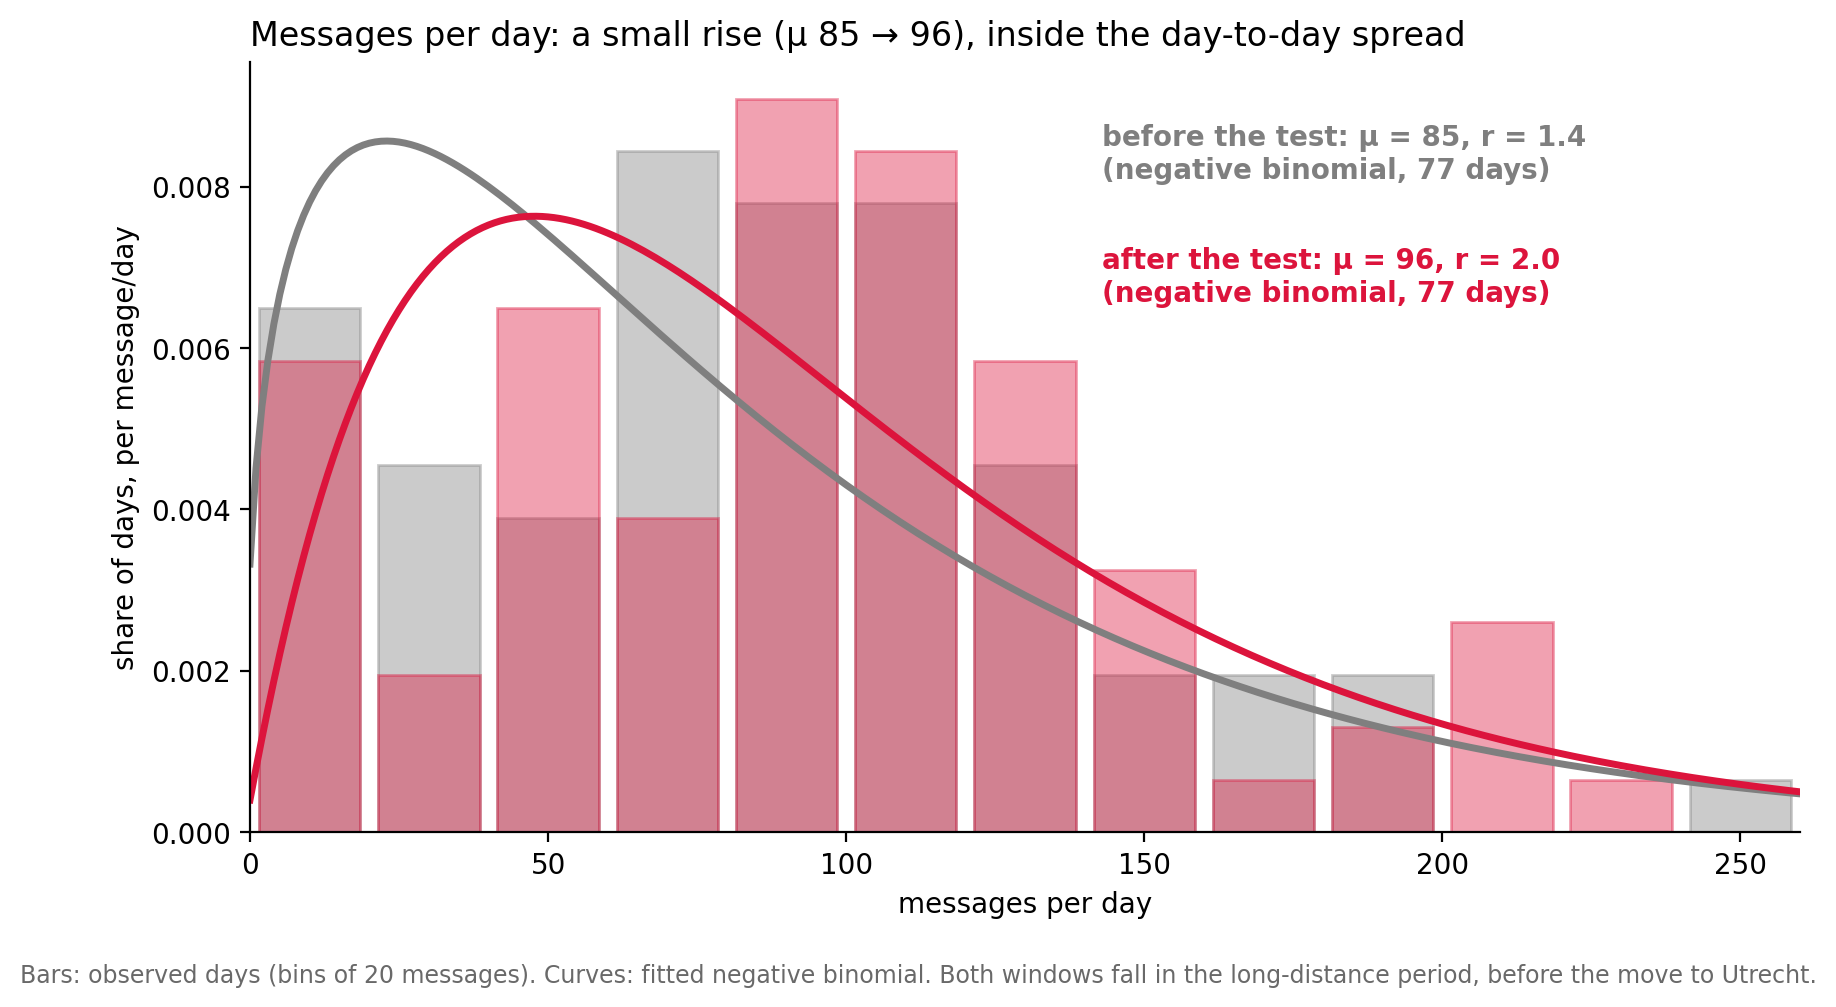 Messages per day: a small rise (μ 85 → 96), inside the day-to-day spread
before the test: μ = 85, r = 1.4
(negative binomial, 77 days)
after the test: μ = 96, r = 2.0
(negative binomial, 77 days)
share of days, per message/day
0.008
0.006
0.004
0.002
0.000
0
50
100
150
200
250
messages per day
Bars: observed days (bins of 20 messages). Curves: fitted negative binomial. Both windows fall in the long-distance period, before the move to Utrecht.